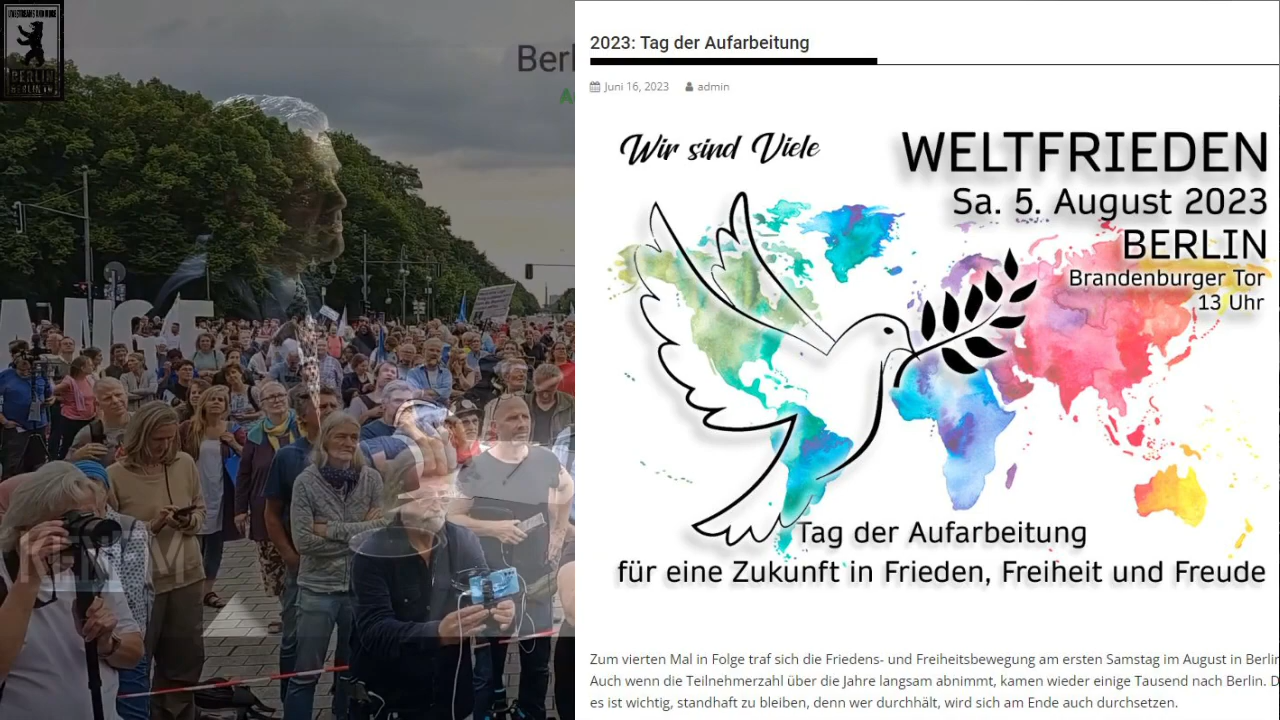 BERLIN
BERLIN TV
Berl
2023: Tag der Aufarbeitung
Juni 16, 2023 admin
Wir sind Viele
WELTFRIEDEN
Sa. 5. August 2023
BERLIN
Brandenburger Tor
13 Uhr
Tag der Aufarbeitung
für eine Zukunft in Frieden, Freiheit und Freude
Zum vierten Mal in Folge traf sich die Friedens- und Freiheitsbewegung am ersten Samstag im August in Berlin
Auch wenn die Teilnehmerzahl über die Jahre langsam abnimmt, kamen wieder einige Tausend nach Berlin. D
es ist wichtig, standhaft zu bleiben, denn wer durchhält, wird sich am Ende auch durchsetzen.